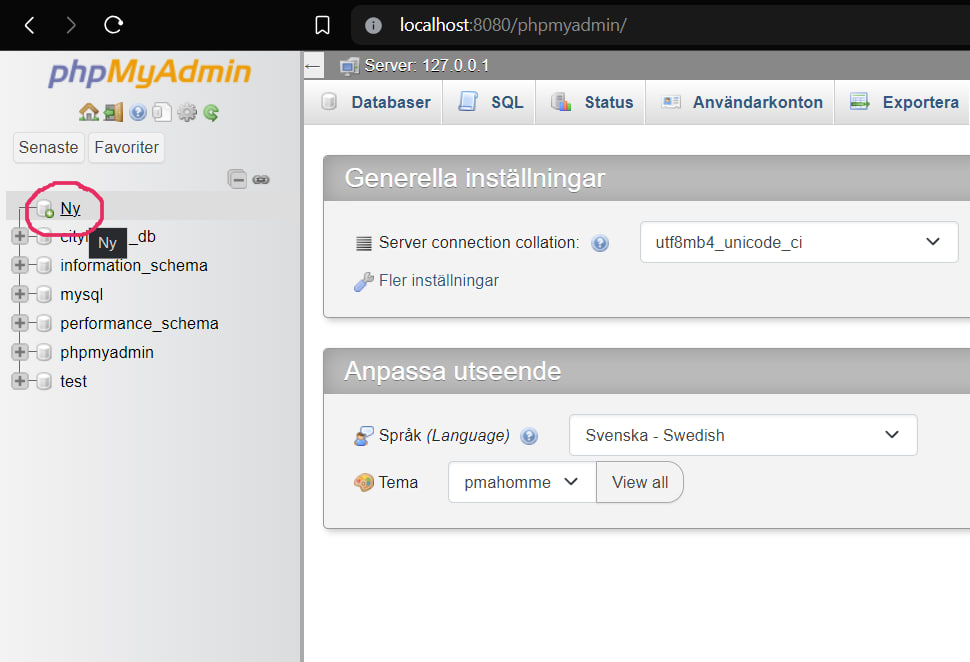 localhost:8080/phpmyadmin/
phpMyAdmin
Server: 127.0.0.1
Databaser SQL Status Användarkonton Exportera
Senaste Favoriter
Ny
Ny
_db
information_schema
mysql
performance_schema
phpmyadmin
test
Generella inställningar
Server connection collation: utf8mb4_unicode_ci
Fler inställningar
Anpassa utseende
Språk (Language) Svenska - Swedish
Tema pmahomme View all